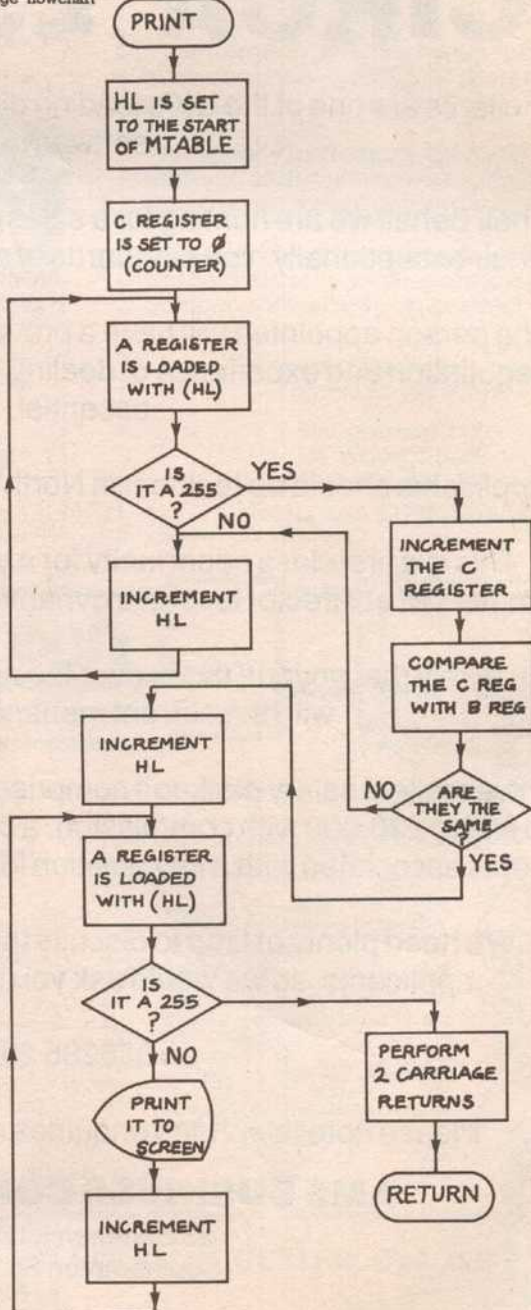 PRINT
HL IS SET
TO THE START
OF MTABLE
C REGISTER
IS SET TO Ø
(COUNTER)
A REGISTER
IS LOADED
WITH (HL)
IS
IT A 255
?
YES
NO
INCREMENT
HL
INCREMENT
THE C
REGISTER
COMPARE
THE C REG
WITH B REG
ARE
THEY THE
SAME
?
NO
YES
INCREMENT
HL
A REGISTER
IS LOADED
WITH (HL)
IS
IT A 255
?
NO
PRINT
IT TO
SCREEN
INCREMENT
HL
PERFORM
2 CARRIAGE
RETURNS
RETURN